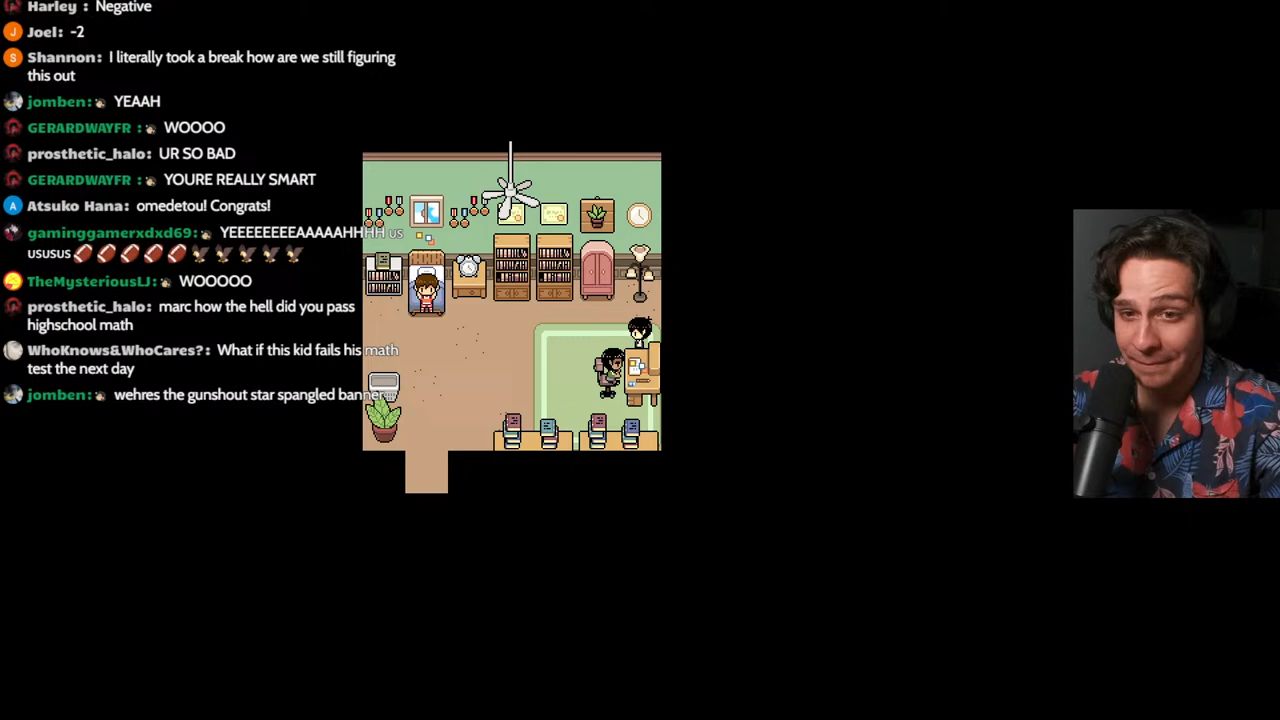 Harley : Negative
J Joel: -2
S Shannon: I literally took a break how are we still figuring
this out
jomben: YEAAH
GERARDWAYFR : WOOOO
prosthetic_halo: UR SO BAD
GERARDWAYFR : YOURE REALLY SMART
A Atsuko Hana: omedetou! Congrats!
gaminggamerxdxd69: YEEEEEEEEAAAAAHHHH us
ususus🏈🏈🏈🏈🏈🦅🦅🦅🦅🦅
TheMysteriousLJ: WOOOOO
prosthetic_halo: marc how the hell did you pass
highschool math
WhoKnows&WhoCares?: What if this kid fails his math
test the next day
jomben: wehres the gunshout star spangled banner